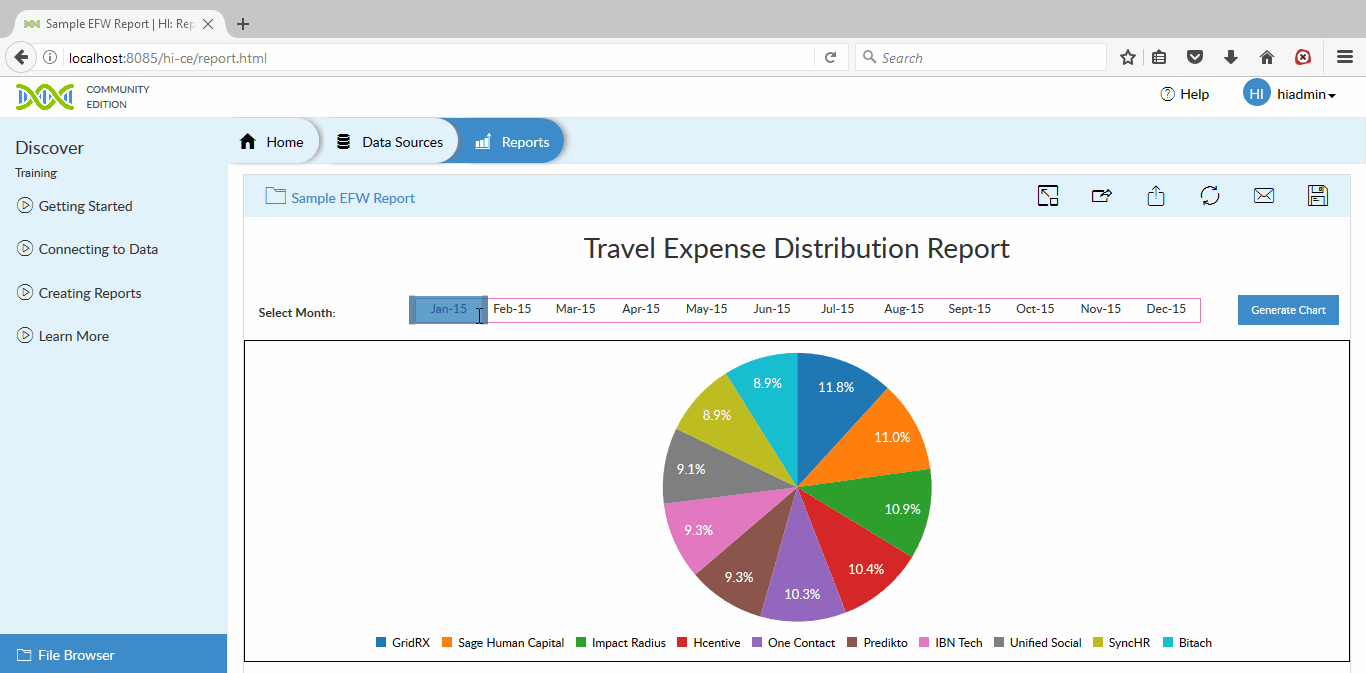 Sample EFW Report | HI: Rep
localhost:8085/hi-ce/report.html
Search
COMMUNITY
EDITION
Help
HI
hiadmin
Discover
Training
Getting Started
Connecting to Data
Creating Reports
Learn More
File Browser
Home
Data Sources
Reports
Sample EFW Report
Travel Expense Distribution Report
Select Month:
Jan-15 Feb-15 Mar-15 Apr-15 May-15 Jun-15 Jul-15 Aug-15 Sept-15 Oct-15 Nov-15 Dec-15
Generate Chart
11.8%
11.0%
10.9%
10.4%
10.3%
9.3%
9.3%
9.1%
8.9%
8.9%
GridRX Sage Human Capital Impact Radius Hcentive One Contact Predikto IBN Tech Unified Social SyncHR Bitach